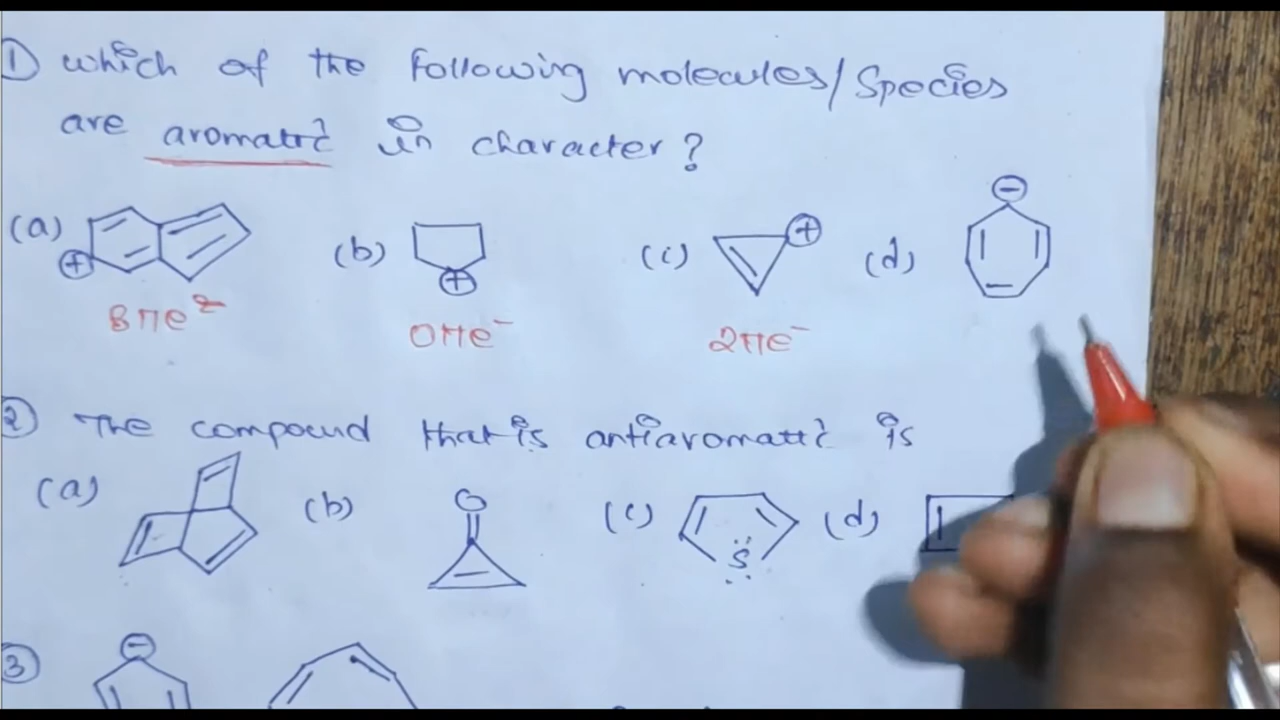 ① which of the following molecules/Species
are aromatic in character?
(a) (b) (c) (d)
8πe⁻ 0πe⁻ 2πe⁻
② The compound that is antiaromatic is
(a) (b) (c) (d)
O
S
③